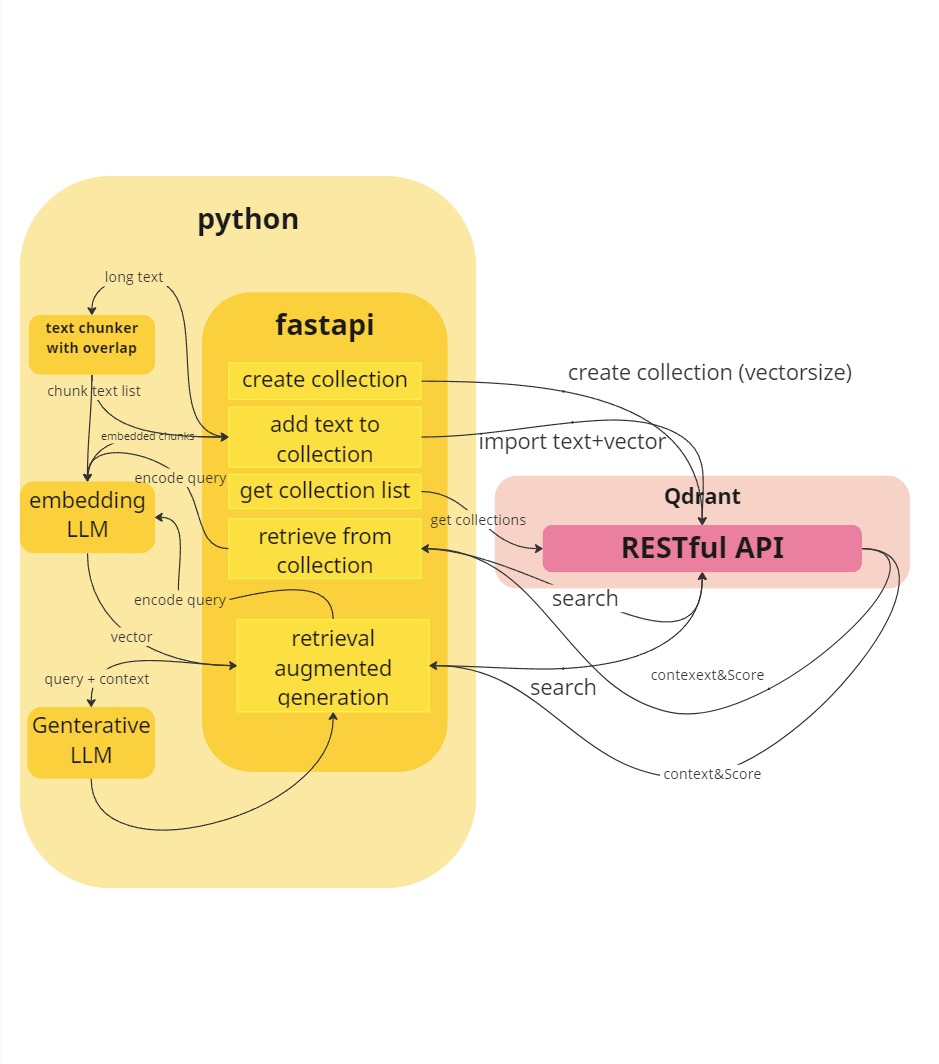 python
long text
fastapi
text chunker
with overlap
create collection
create collection (vectorsize)
chunk text list
add text to
collection
embedded chunks
import text+vector
encode query
get collection list
Qdrant
embedding
LLM
get collections
retrieve from
collection
RESTful API
encode query
search
vector
retrieval
augmented
generation
query + context
contexext&Score
search
Genterative
LLM
context&Score